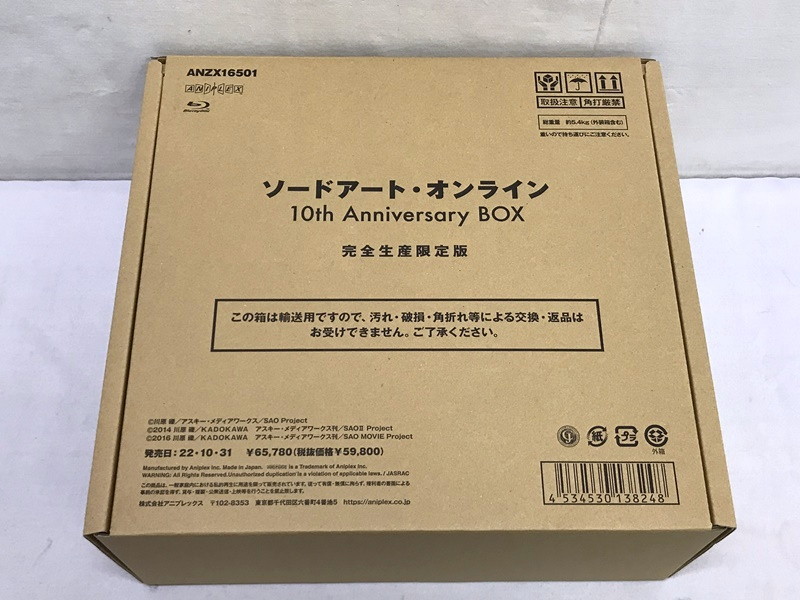 ANZX16501
ANIPLEX
Blu-ray Disc
取扱注意 角打厳禁
総重量 約5.4kg(外装箱含む)
重いので持ち運びにご注意ください。
ソードアート・オンライン
10th Anniversary BOX
完全生産限定版
この箱は輸送用ですので、汚れ・破損・角折れ等による交換・返品は
お受けできません。ご了承ください。
©川原 礫／アスキー・メディアワークス／SAO Project
©2014 川原 礫／KADOKAWA アスキー・メディアワークス刊／SAOⅡ Project
©2016 川原 礫／KADOKAWA アスキー・メディアワークス刊／SAO MOVIE Project
発売日：22・10・31 ￥65,780(税抜価格￥59,800)
Manufactured by Aniplex Inc. Made in Japan. is a Trademark of Aniplex Inc.
WARNING: All Rights Reserved. Unauthorized duplication is a violation of applicable laws. / JASRAC
株式会社アニプレックス 〒102-8353 東京都千代田区六番町4番地5 https://aniplex.co.jp
紙
プラ
外箱
4 534530 138248